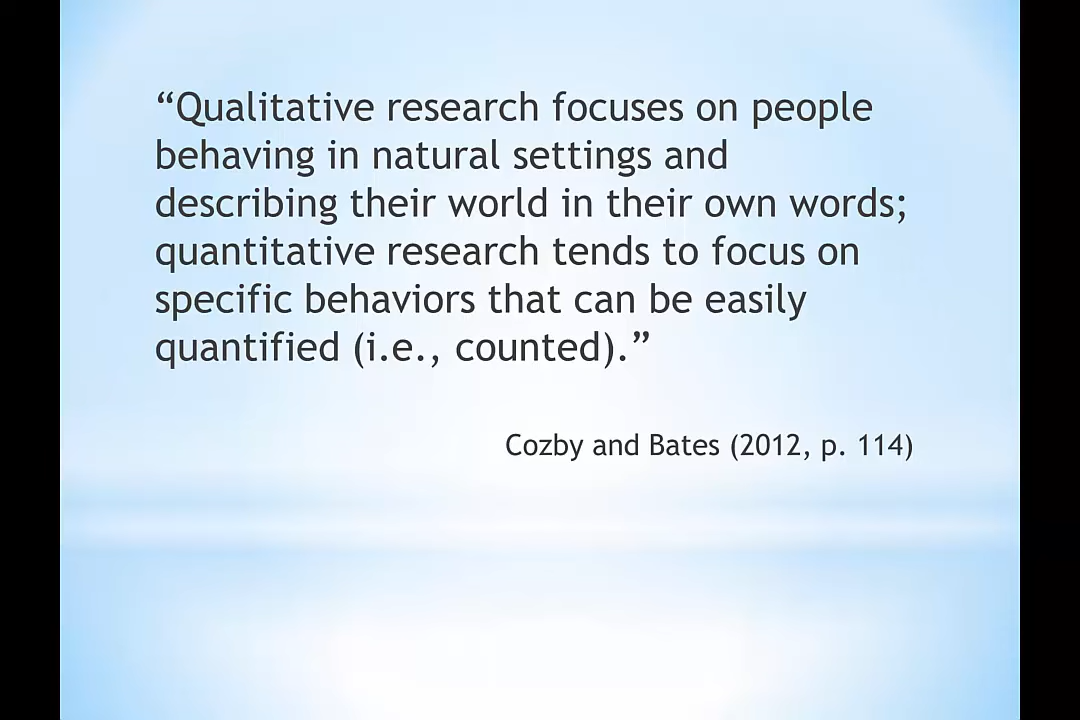 “Qualitative research focuses on people
behaving in natural settings and
describing their world in their own words;
quantitative research tends to focus on
specific behaviors that can be easily
quantified (i.e., counted).”
Cozby and Bates (2012, p. 114)